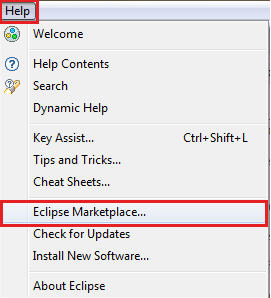 Help
Welcome
Help Contents
Search
Dynamic Help
Key Assist... Ctrl+Shift+L
Tips and Tricks...
Cheat Sheets...
Eclipse Marketplace...
Check for Updates
Install New Software...
About Eclipse